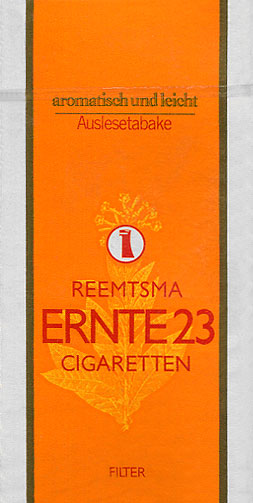 aromatisch und leicht
Auslesetabake
REEMTSMA
ERNTE 23
CIGARETTEN
FILTER